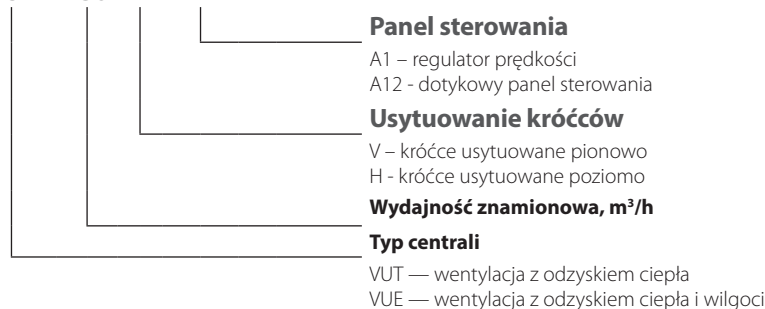 Panel sterowania
A1 – regulator prędkości
A12 - dotykowy panel sterowania
Usytuowanie króćców
V – króćce usytuowane pionowo
H - króćce usytuowane poziomo
Wydajność znamionowa, m³/h
Typ centrali
VUT — wentylacja z odzyskiem ciepła
VUE — wentylacja z odzyskiem ciepła i wilgoci